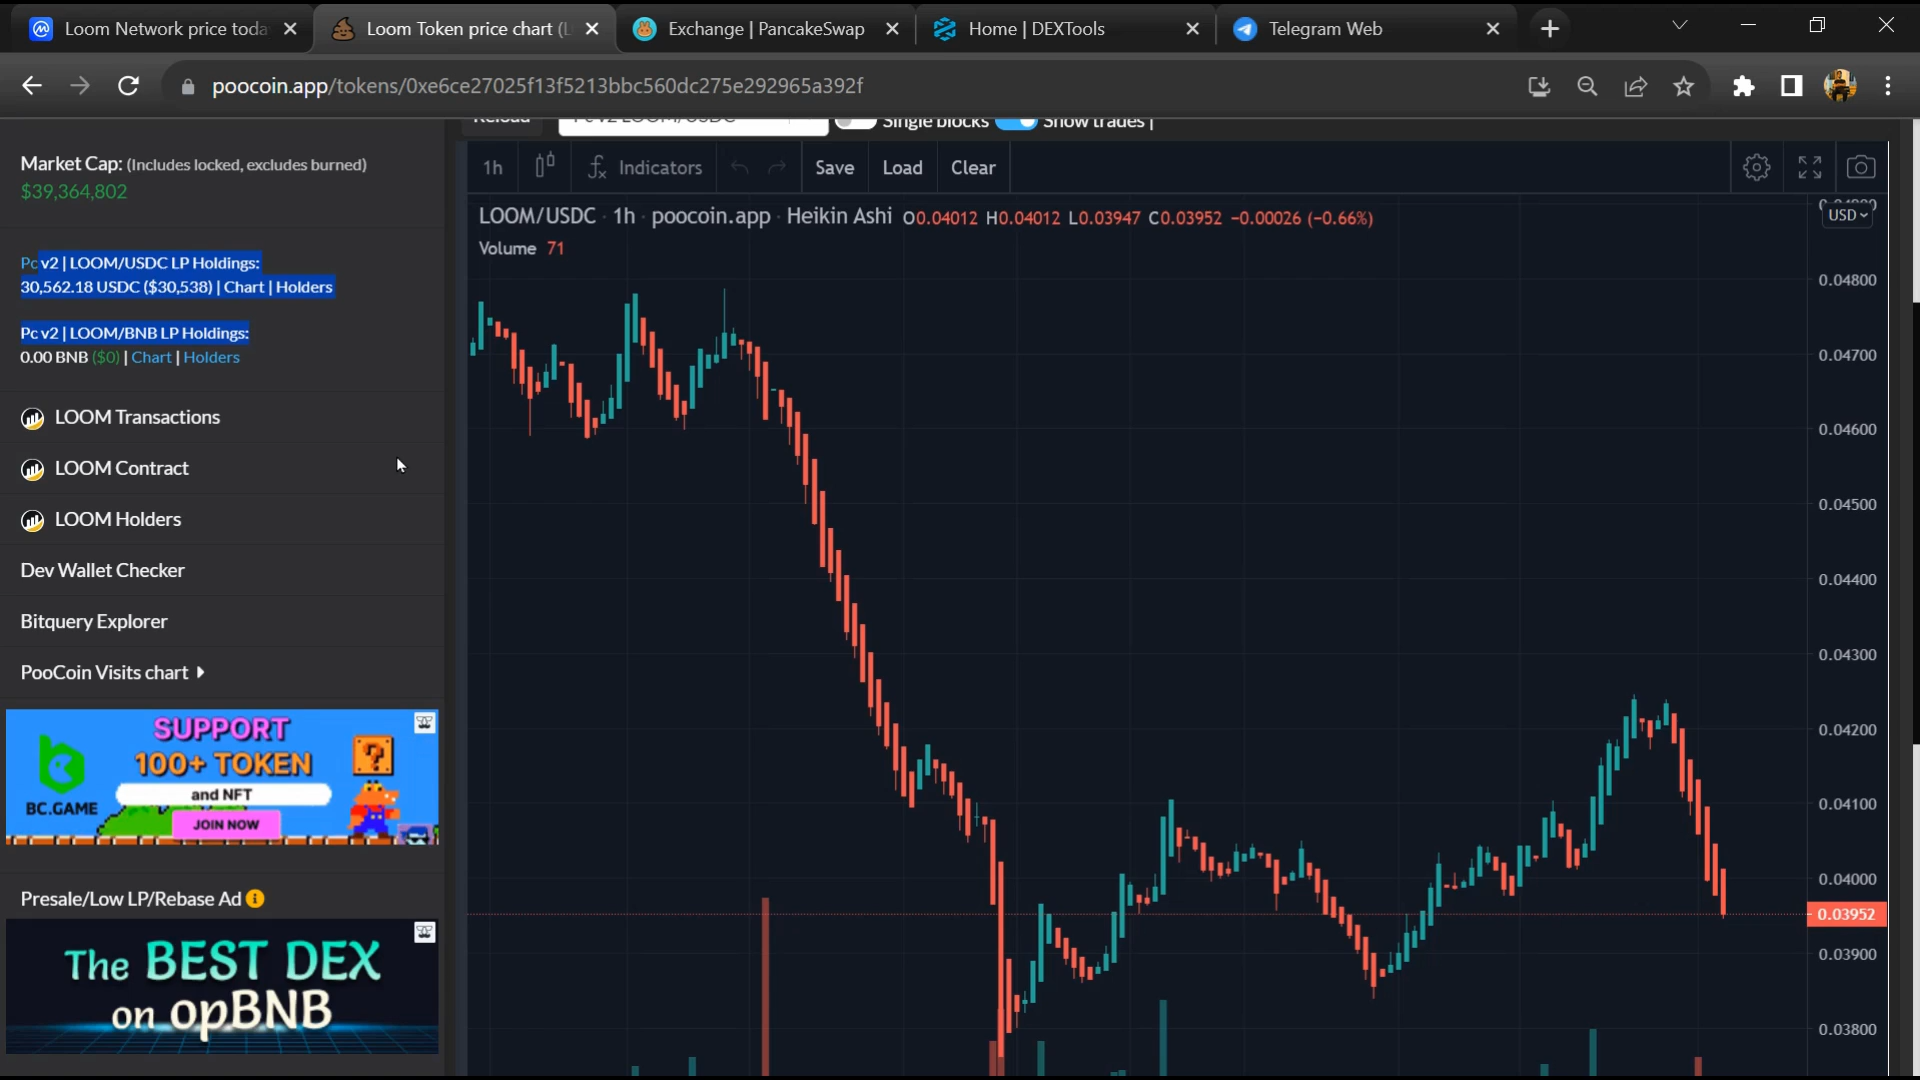 Loom Network price toda
Loom Token price chart (L
Exchange | PancakeSwap
Home | DEXTools
Telegram Web
poocoin.app/tokens/0xe6ce27025f13f5213bbc560dc275e292965a392f
Reload
Pc v2 LOOM/USDC
Single blocks
Show trades |
Market Cap: (Includes locked, excludes burned)
$39,364,802
Pc v2 | LOOM/USDC LP Holdings:
30,562.18 USDC ($30,538) | Chart | Holders
Pc v2 | LOOM/BNB LP Holdings:
0.00 BNB ($0) | Chart | Holders
LOOM Transactions
LOOM Contract
LOOM Holders
Dev Wallet Checker
Bitquery Explorer
PooCoin Visits chart
SUPPORT
100+ TOKEN
and NFT
JOIN NOW
BC.GAME
Presale/Low LP/Rebase Ad
The BEST DEX
on opBNB
1h
Indicators
Save
Load
Clear
LOOM/USDC · 1h · poocoin.app · Heikin Ashi O0.04012 H0.04012 L0.03947 C0.03952 −0.00026 (−0.66%)
Volume 71
USD
0.04800
0.04700
0.04600
0.04500
0.04400
0.04300
0.04200
0.04100
0.04000
0.03952
0.03900
0.03800